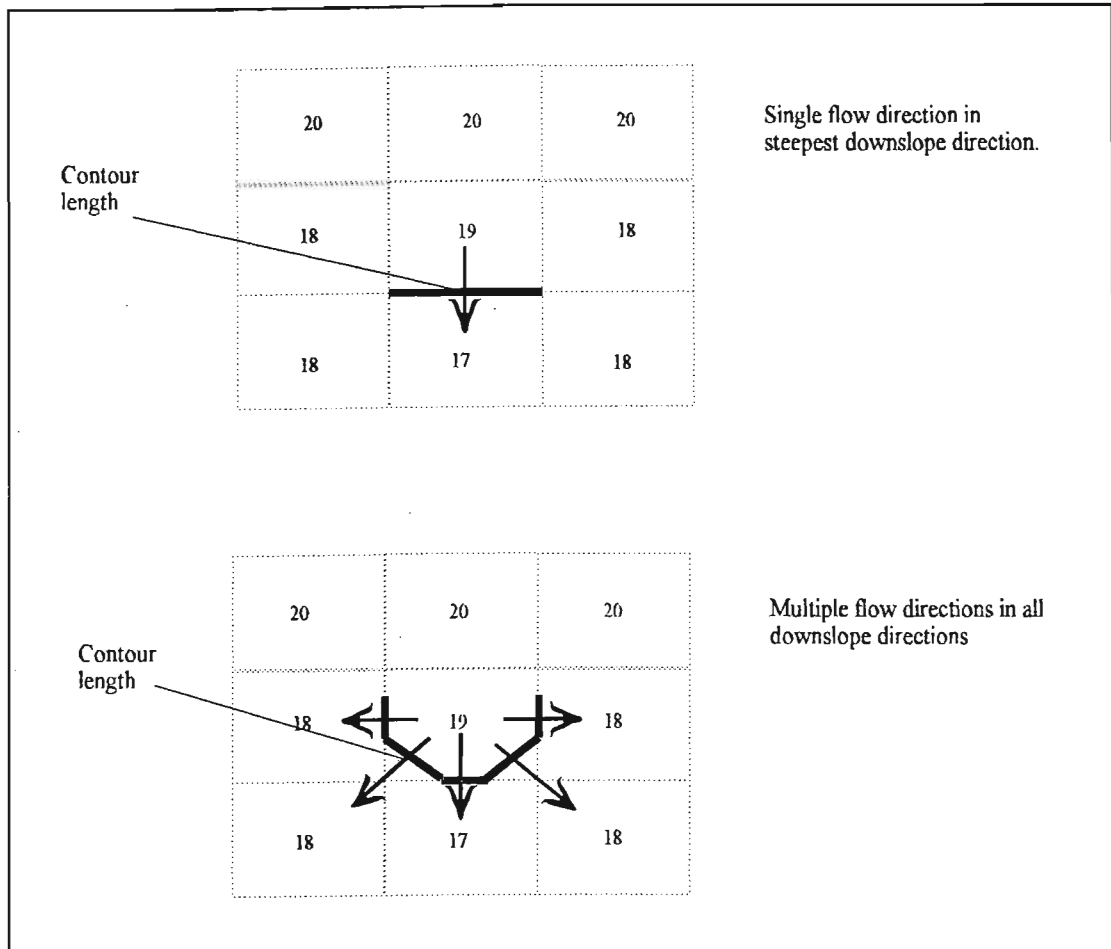 20 20 20
Single flow direction in
steepest downslope direction.
Contour
length
18 19 18
18 17 18
20 20 20
Multiple flow directions in all
downslope directions
Contour
length
18 19 18
18 17 18